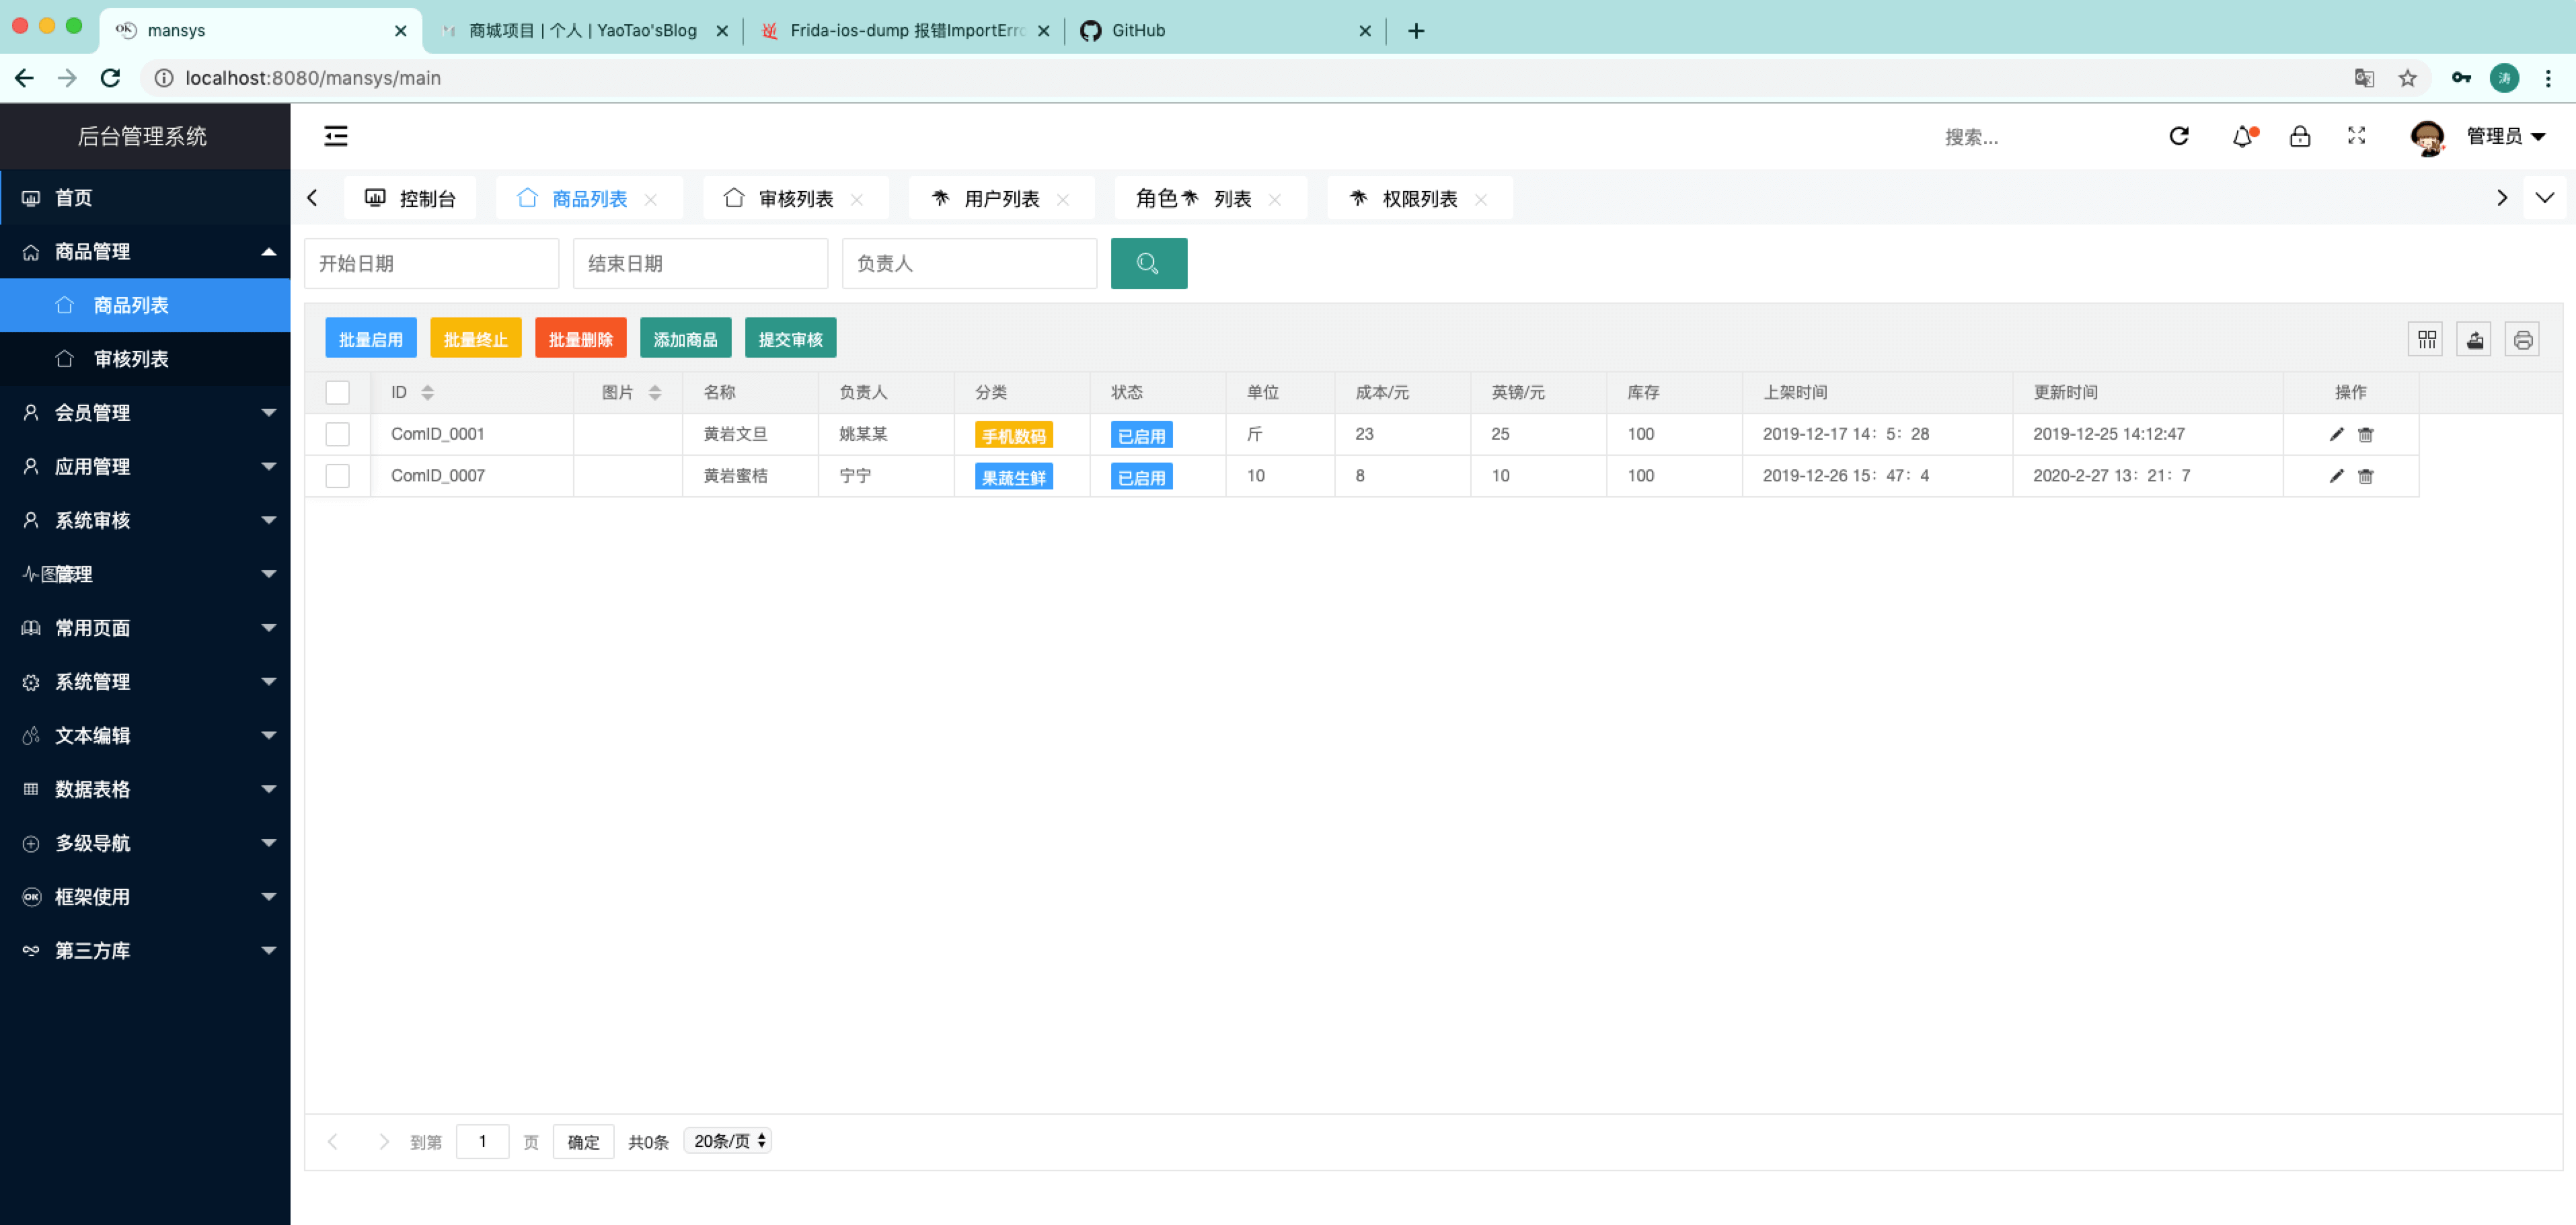 mansys
商城项目 | 个人 | YaoTao'sBlog
Frida-ios-dump 报错ImportErro
GitHub
localhost:8080/mansys/main
涛
后台管理系统
搜索...
管理员
首页
控制台
商品列表
审核列表
用户列表
角色 列表
权限列表
商品管理
开始日期
结束日期
负责人
商品列表
批量启用
批量终止
批量删除
添加商品
提交审核
审核列表
ID 图片 名称 负责人 分类 状态 单位 成本/元 英镑/元 库存 上架时间 更新时间 操作
会员管理
ComID_0001 黄岩文旦 姚某某 手机数码 已启用 斤 23 25 100 2019-12-17 14：5：28 2019-12-25 14:12:47
应用管理
ComID_0007 黄岩蜜桔 宁宁 果蔬生鲜 已启用 10 8 10 100 2019-12-26 15：47：4 2020-2-27 13：21：7
系统审核
管理
常用页面
系统管理
文本编辑
数据表格
多级导航
OK 框架使用
第三方库
到第 1 页 确定 共0条 20条/页